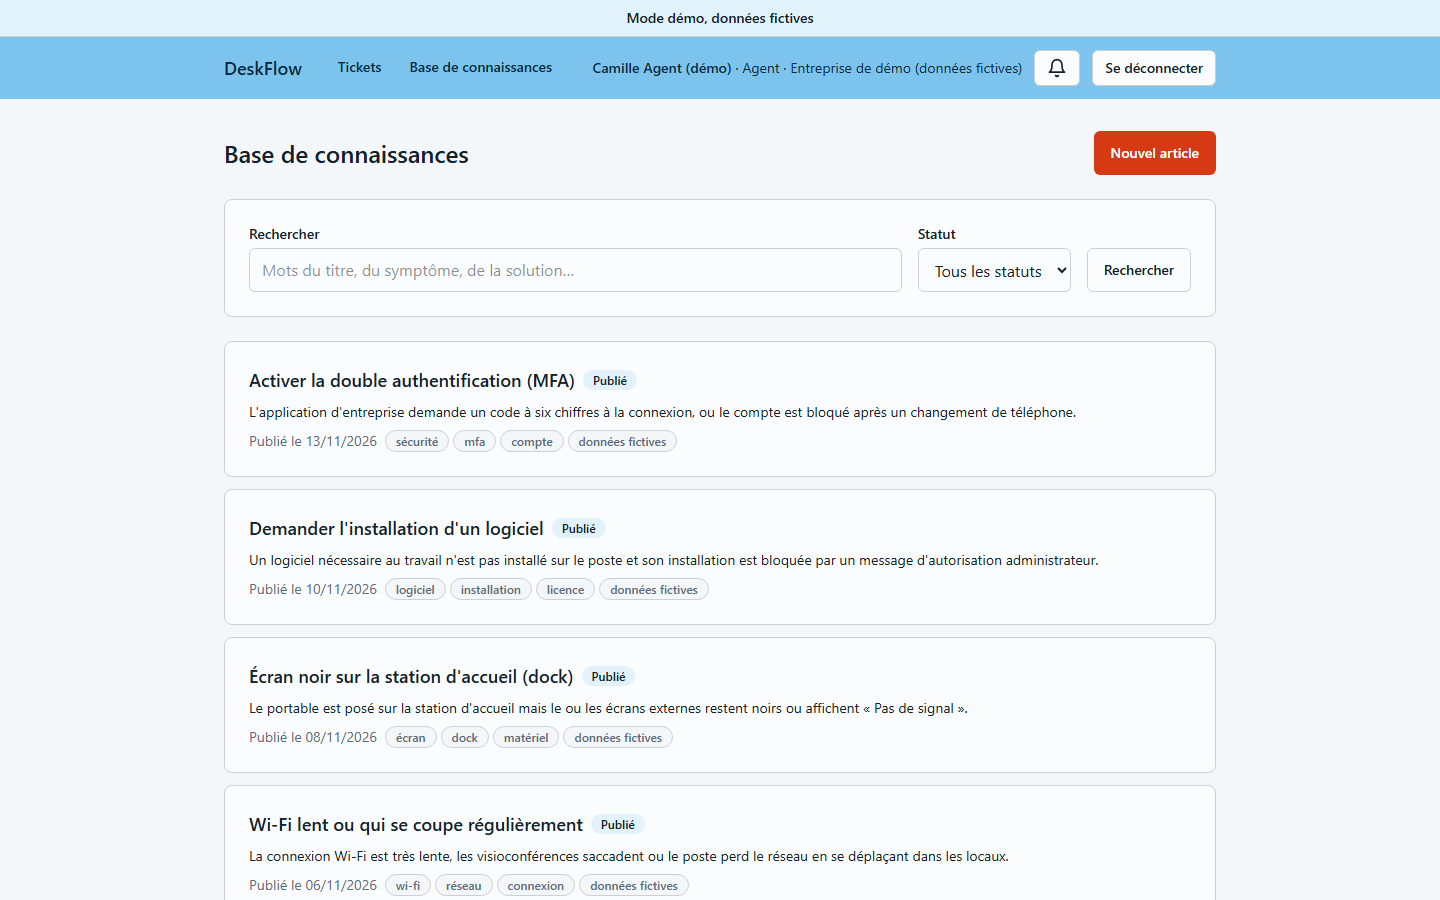 Mode démo, données fictives
DeskFlow Tickets Base de connaissances Camille Agent (démo) · Agent · Entreprise de démo (données fictives) Se déconnecter
Base de connaissances Nouvel article
Rechercher Statut
Mots du titre, du symptôme, de la solution... Tous les statuts Rechercher
Activer la double authentification (MFA) Publié
L'application d'entreprise demande un code à six chiffres à la connexion, ou le compte est bloqué après un changement de téléphone.
Publié le 13/11/2026 sécurité mfa compte données fictives
Demander l'installation d'un logiciel Publié
Un logiciel nécessaire au travail n'est pas installé sur le poste et son installation est bloquée par un message d'autorisation administrateur.
Publié le 10/11/2026 logiciel installation licence données fictives
Écran noir sur la station d'accueil (dock) Publié
Le portable est posé sur la station d'accueil mais le ou les écrans externes restent noirs ou affichent « Pas de signal ».
Publié le 08/11/2026 écran dock matériel données fictives
Wi-Fi lent ou qui se coupe régulièrement Publié
La connexion Wi-Fi est très lente, les visioconférences saccadent ou le poste perd le réseau en se déplaçant dans les locaux.
Publié le 06/11/2026 wi-fi réseau connexion données fictives